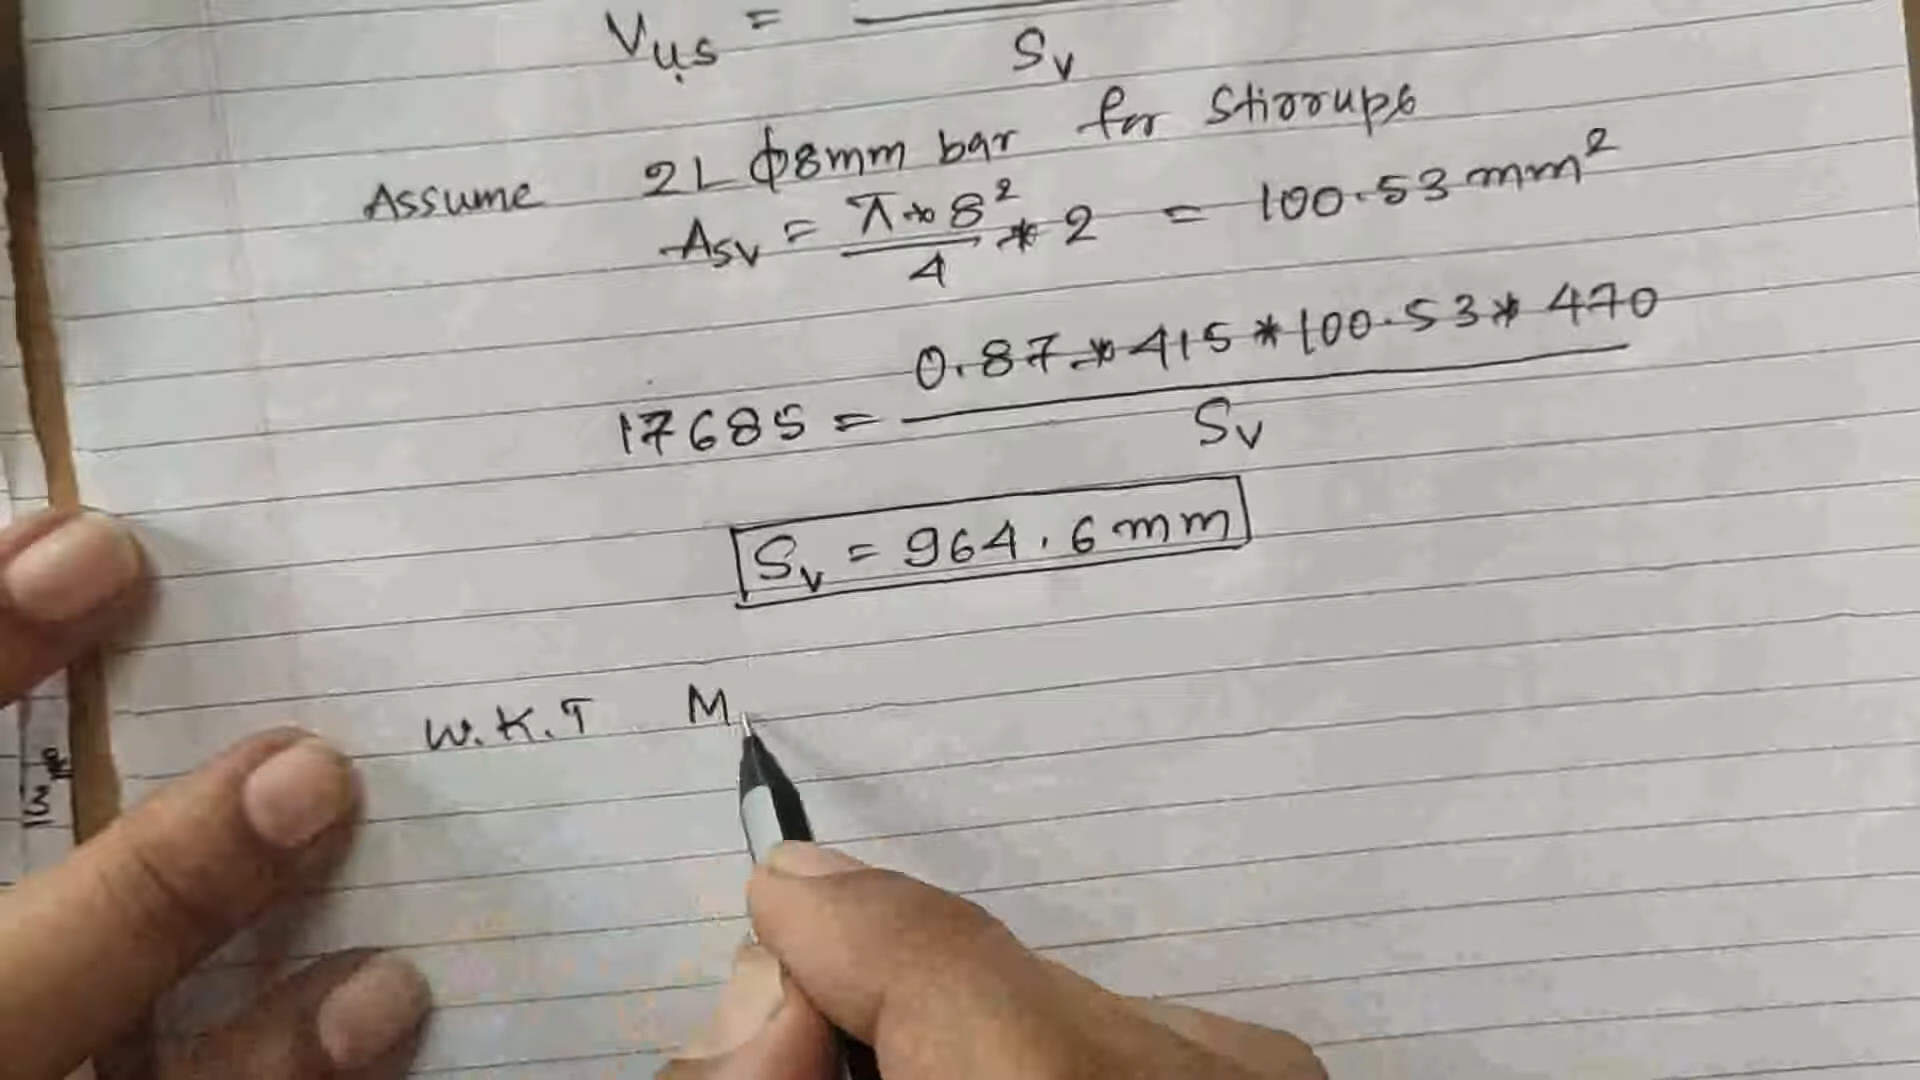 Vus = ――― / Sv
Assume 2L ϕ8mm bar for Stirrups
Asv = π*8² / 4 * 2 = 100.53 mm²
17685 = 0.87*415*100.53*470 / Sv
Sv = 964.6 mm
W.K.T M